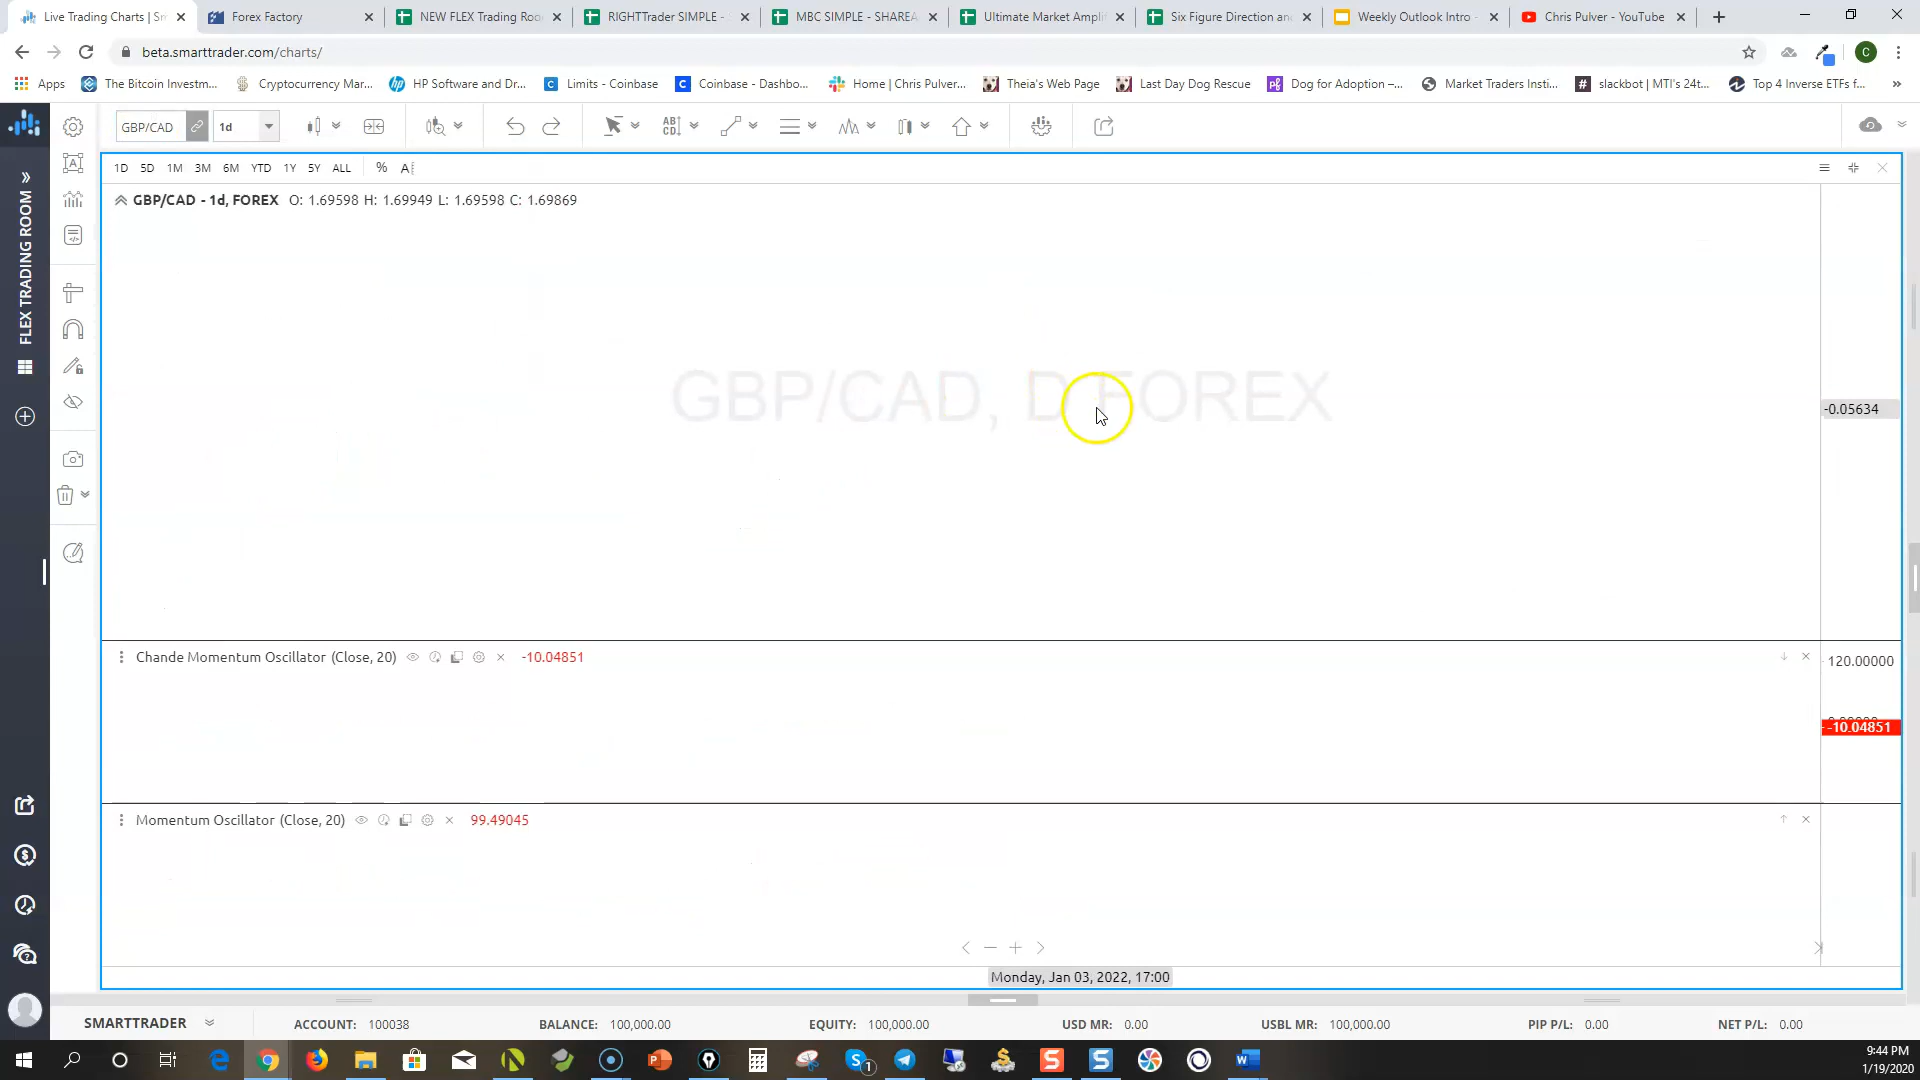 Live Trading Charts | Sm
Forex Factory
NEW FLEX Trading Roo
RIGHTTrader SIMPLE -
MBC SIMPLE - SHAREA
Ultimate Market Amplif
Six Figure Direction an
Weekly Outlook Intro -
Chris Pulver - YouTube
beta.smarttrader.com/charts/
C
Apps
The Bitcoin Investm...
Cryptocurrency Mar...
HP Software and Dr...
Limits - Coinbase
Coinbase - Dashbo...
Home | Chris Pulver...
Theia's Web Page
Last Day Dog Rescue
Dog for Adoption –...
Market Traders Insti...
slackbot | MTI's 24t...
Top 4 Inverse ETFs f...
GBP/CAD
1d
AB
CD
1D 5D 1M 3M 6M YTD 1Y 5Y ALL % A
GBP/CAD - 1d, FOREX O: 1.69598 H: 1.69949 L: 1.69598 C: 1.69869
FLEX TRADING ROOM
GBP/CAD, D FOREX
-0.05634
Chande Momentum Oscillator (Close, 20) -10.04851
120.00000
-10.04851
Momentum Oscillator (Close, 20) 99.49045
Monday, Jan 03, 2022, 17:00
SMARTTRADER
ACCOUNT: 100038
BALANCE: 100,000.00
EQUITY: 100,000.00
USD MR: 0.00
USBL MR: 100,000.00
PIP P/L: 0.00
NET P/L: 0.00
9:44 PM
1/19/2020